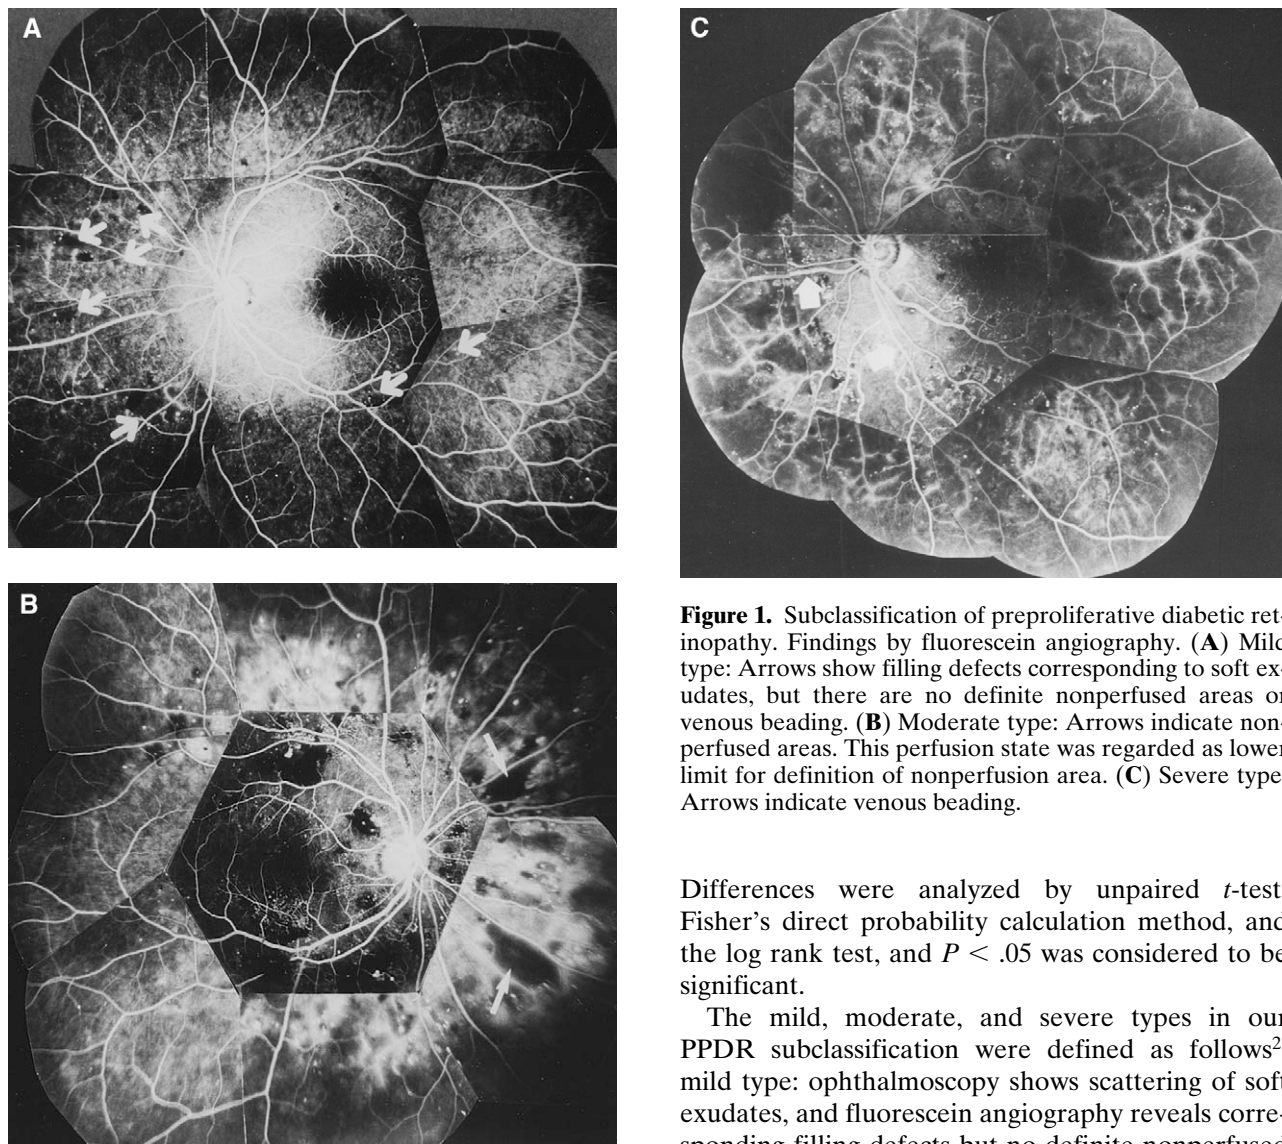 A
B
C
Figure 1. Subclassification of preproliferative diabetic ret-
inopathy. Findings by fluorescein angiography. (A) Mild
type: Arrows show filling defects corresponding to soft ex-
udates, but there are no definite nonperfused areas or
venous beading. (B) Moderate type: Arrows indicate non-
perfused areas. This perfusion state was regarded as lower
limit for definition of nonperfusion area. (C) Severe type
Arrows indicate venous beading.
Differences were analyzed by unpaired t-test
Fisher's direct probability calculation method, and
the log rank test, and P < .05 was considered to be
significant.
The mild, moderate, and severe types in our
PPDR subclassification were defined as follows2
mild type: ophthalmoscopy shows scattering of soft
exudates, and fluorescein angiography reveals corre-
sponding filling defects but no definite nonperfused